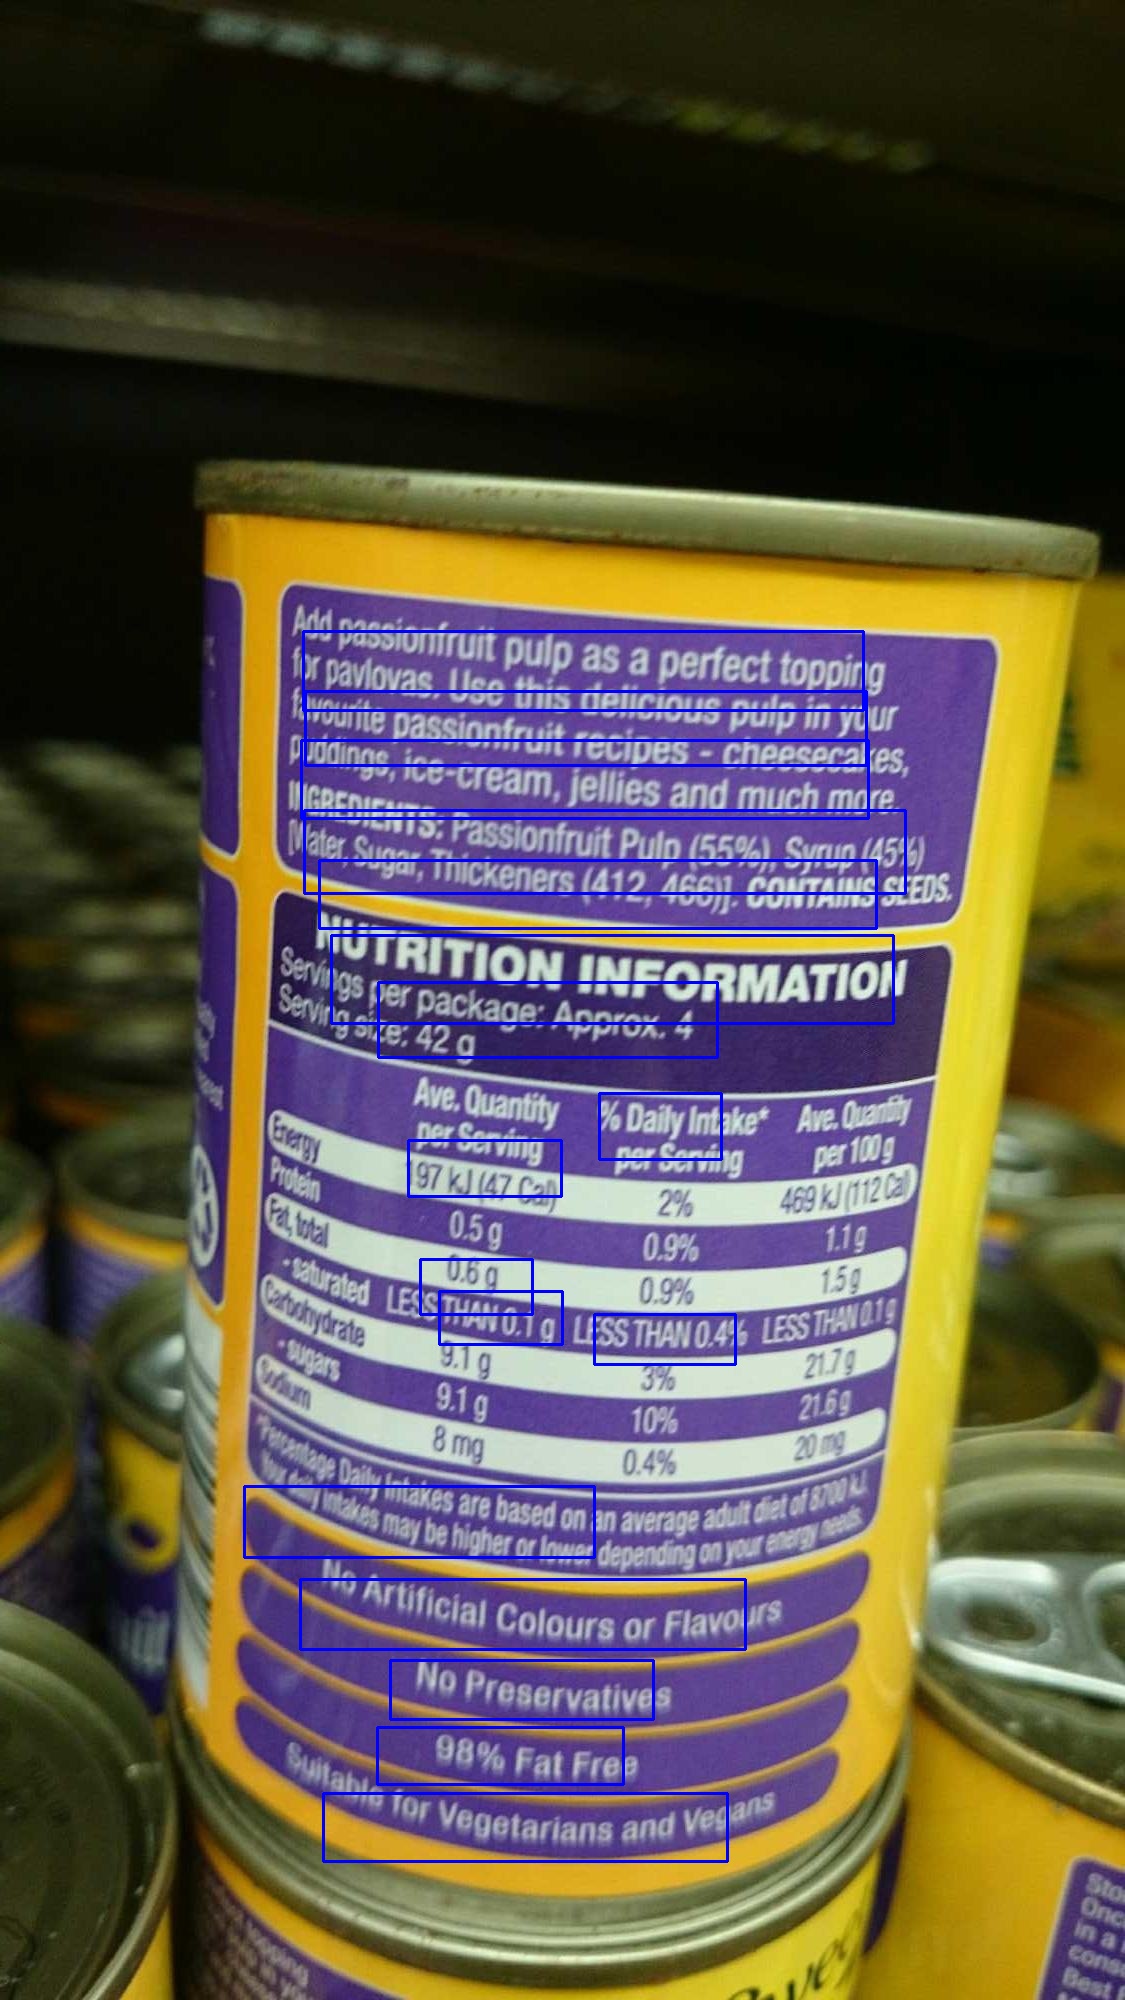 Add passionfruit pulp as a perfect topping
for pavlovas. Use this delicious pulp in your
favourite passionfruit recipes - cheesecakes,
puddings, ice-cream, jellies and much more.
INGREDIENTS: Passionfruit Pulp (55%), Syrup (45%)
[Water, Sugar, Thickeners (412, 466)]. CONTAINS SEEDS.
NUTRITION INFORMATION
Servings per package: Approx. 4
Serving size: 42 g
Ave. Quantity per Serving % Daily Intake* per Serving Ave. Quantity per 100 g
Energy 197 kJ (47 Cal) 2% 469 kJ (112 Cal)
Protein 0.5 g 0.9% 1.1 g
Fat, total 0.6 g 0.9% 1.5 g
- saturated LESS THAN 0.1 g LESS THAN 0.4% LESS THAN 0.1 g
Carbohydrate 9.1 g 3% 21.7 g
- sugars 9.1 g 10% 21.6 g
Sodium 8 mg 0.4% 20 mg
*Percentage Daily Intakes are based on an average adult diet of 8700 kJ.
Your daily intakes may be higher or lower depending on your energy needs.
No Artificial Colours or Flavours
No Preservatives
98% Fat Free
Suitable for Vegetarians and Vegans